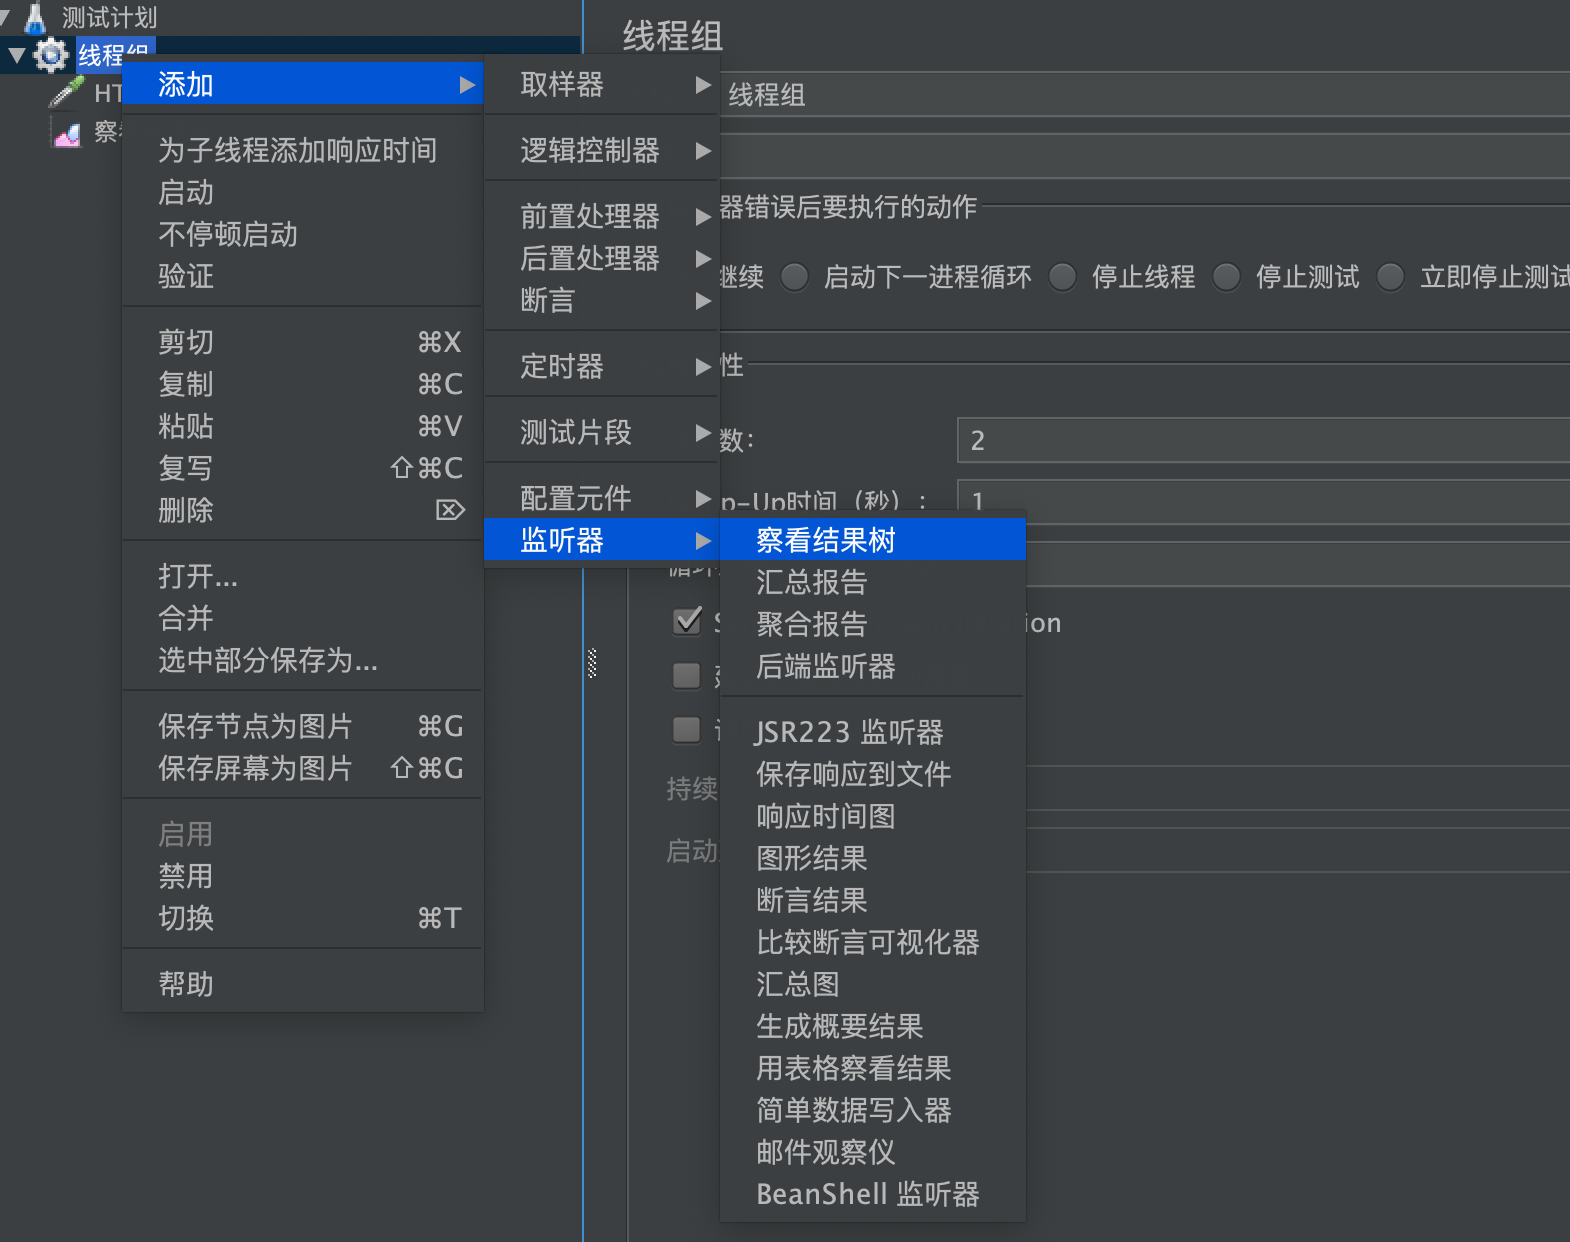 测试计划
线程组
HT
察
添加
为子线程添加响应时间
启动
不停顿启动
验证
剪切 ⌘X
复制 ⌘C
粘贴 ⌘V
复写 ⇧⌘C
删除 ⌦
打开...
合并
选中部分保存为...
保存节点为图片 ⌘G
保存屏幕为图片 ⇧⌘G
启用
禁用
切换 ⌘T
帮助
取样器
逻辑控制器
前置处理器
后置处理器
断言
定时器
测试片段
配置元件
监听器
察看结果树
汇总报告
聚合报告
后端监听器
JSR223 监听器
保存响应到文件
响应时间图
图形结果
断言结果
比较断言可视化器
汇总图
生成概要结果
用表格察看结果
简单数据写入器
邮件观察仪
BeanShell 监听器
线程组
线程组
器错误后要执行的动作
继续 启动下一进程循环 停止线程 停止测试 立即停止测试
性
数: 2
p-Up时间（秒）: 1
循环
S ion
持续
启动